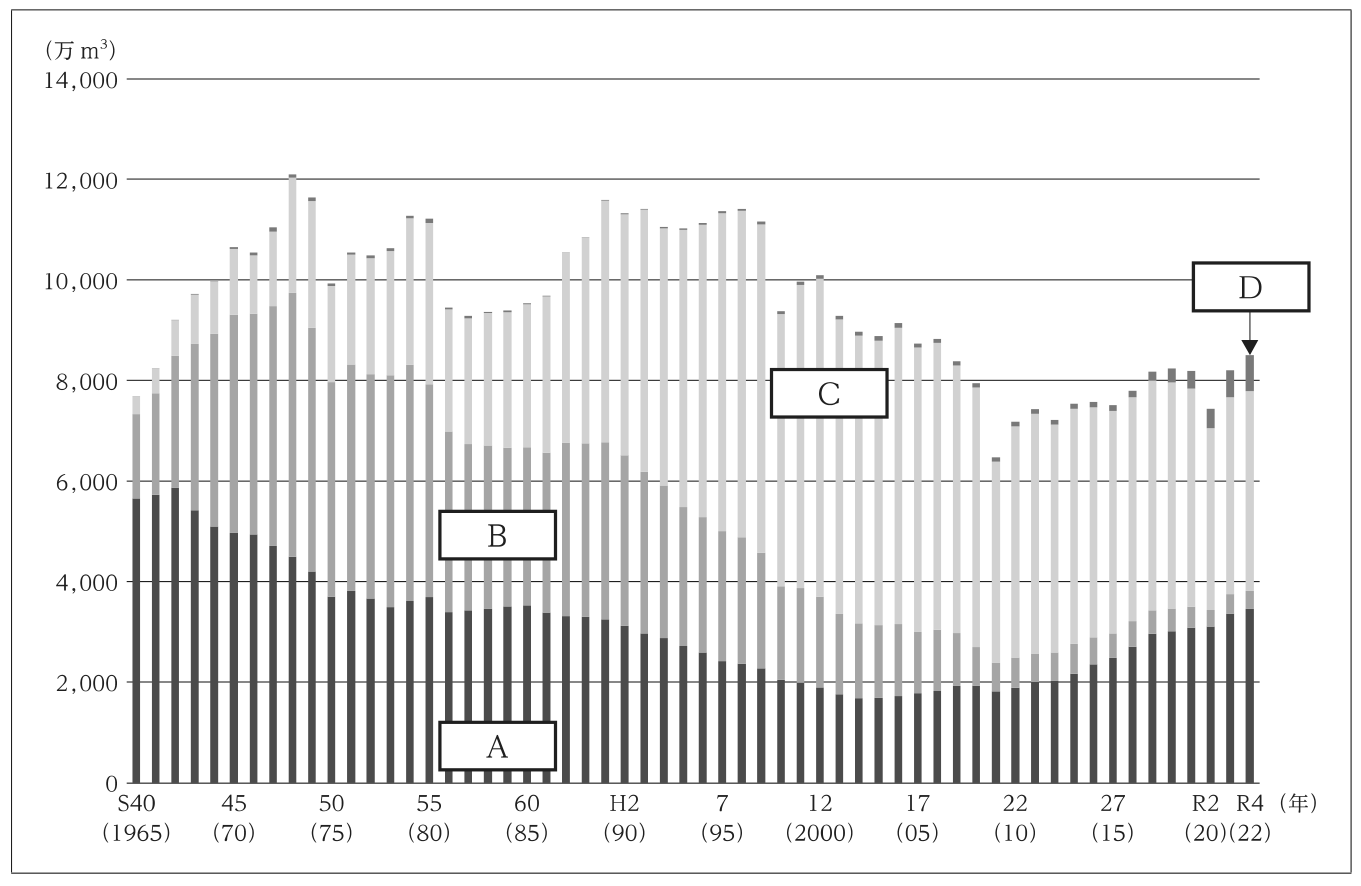 (万 m³)
14,000
12,000
10,000
8,000
6,000
4,000
2,000
0
D
C
B
A
S40 45 50 55 60 H2 7 12 17 22 27 R2 R4 (年)
(1965) (70) (75) (80) (85) (90) (95) (2000) (05) (10) (15) (20)(22)